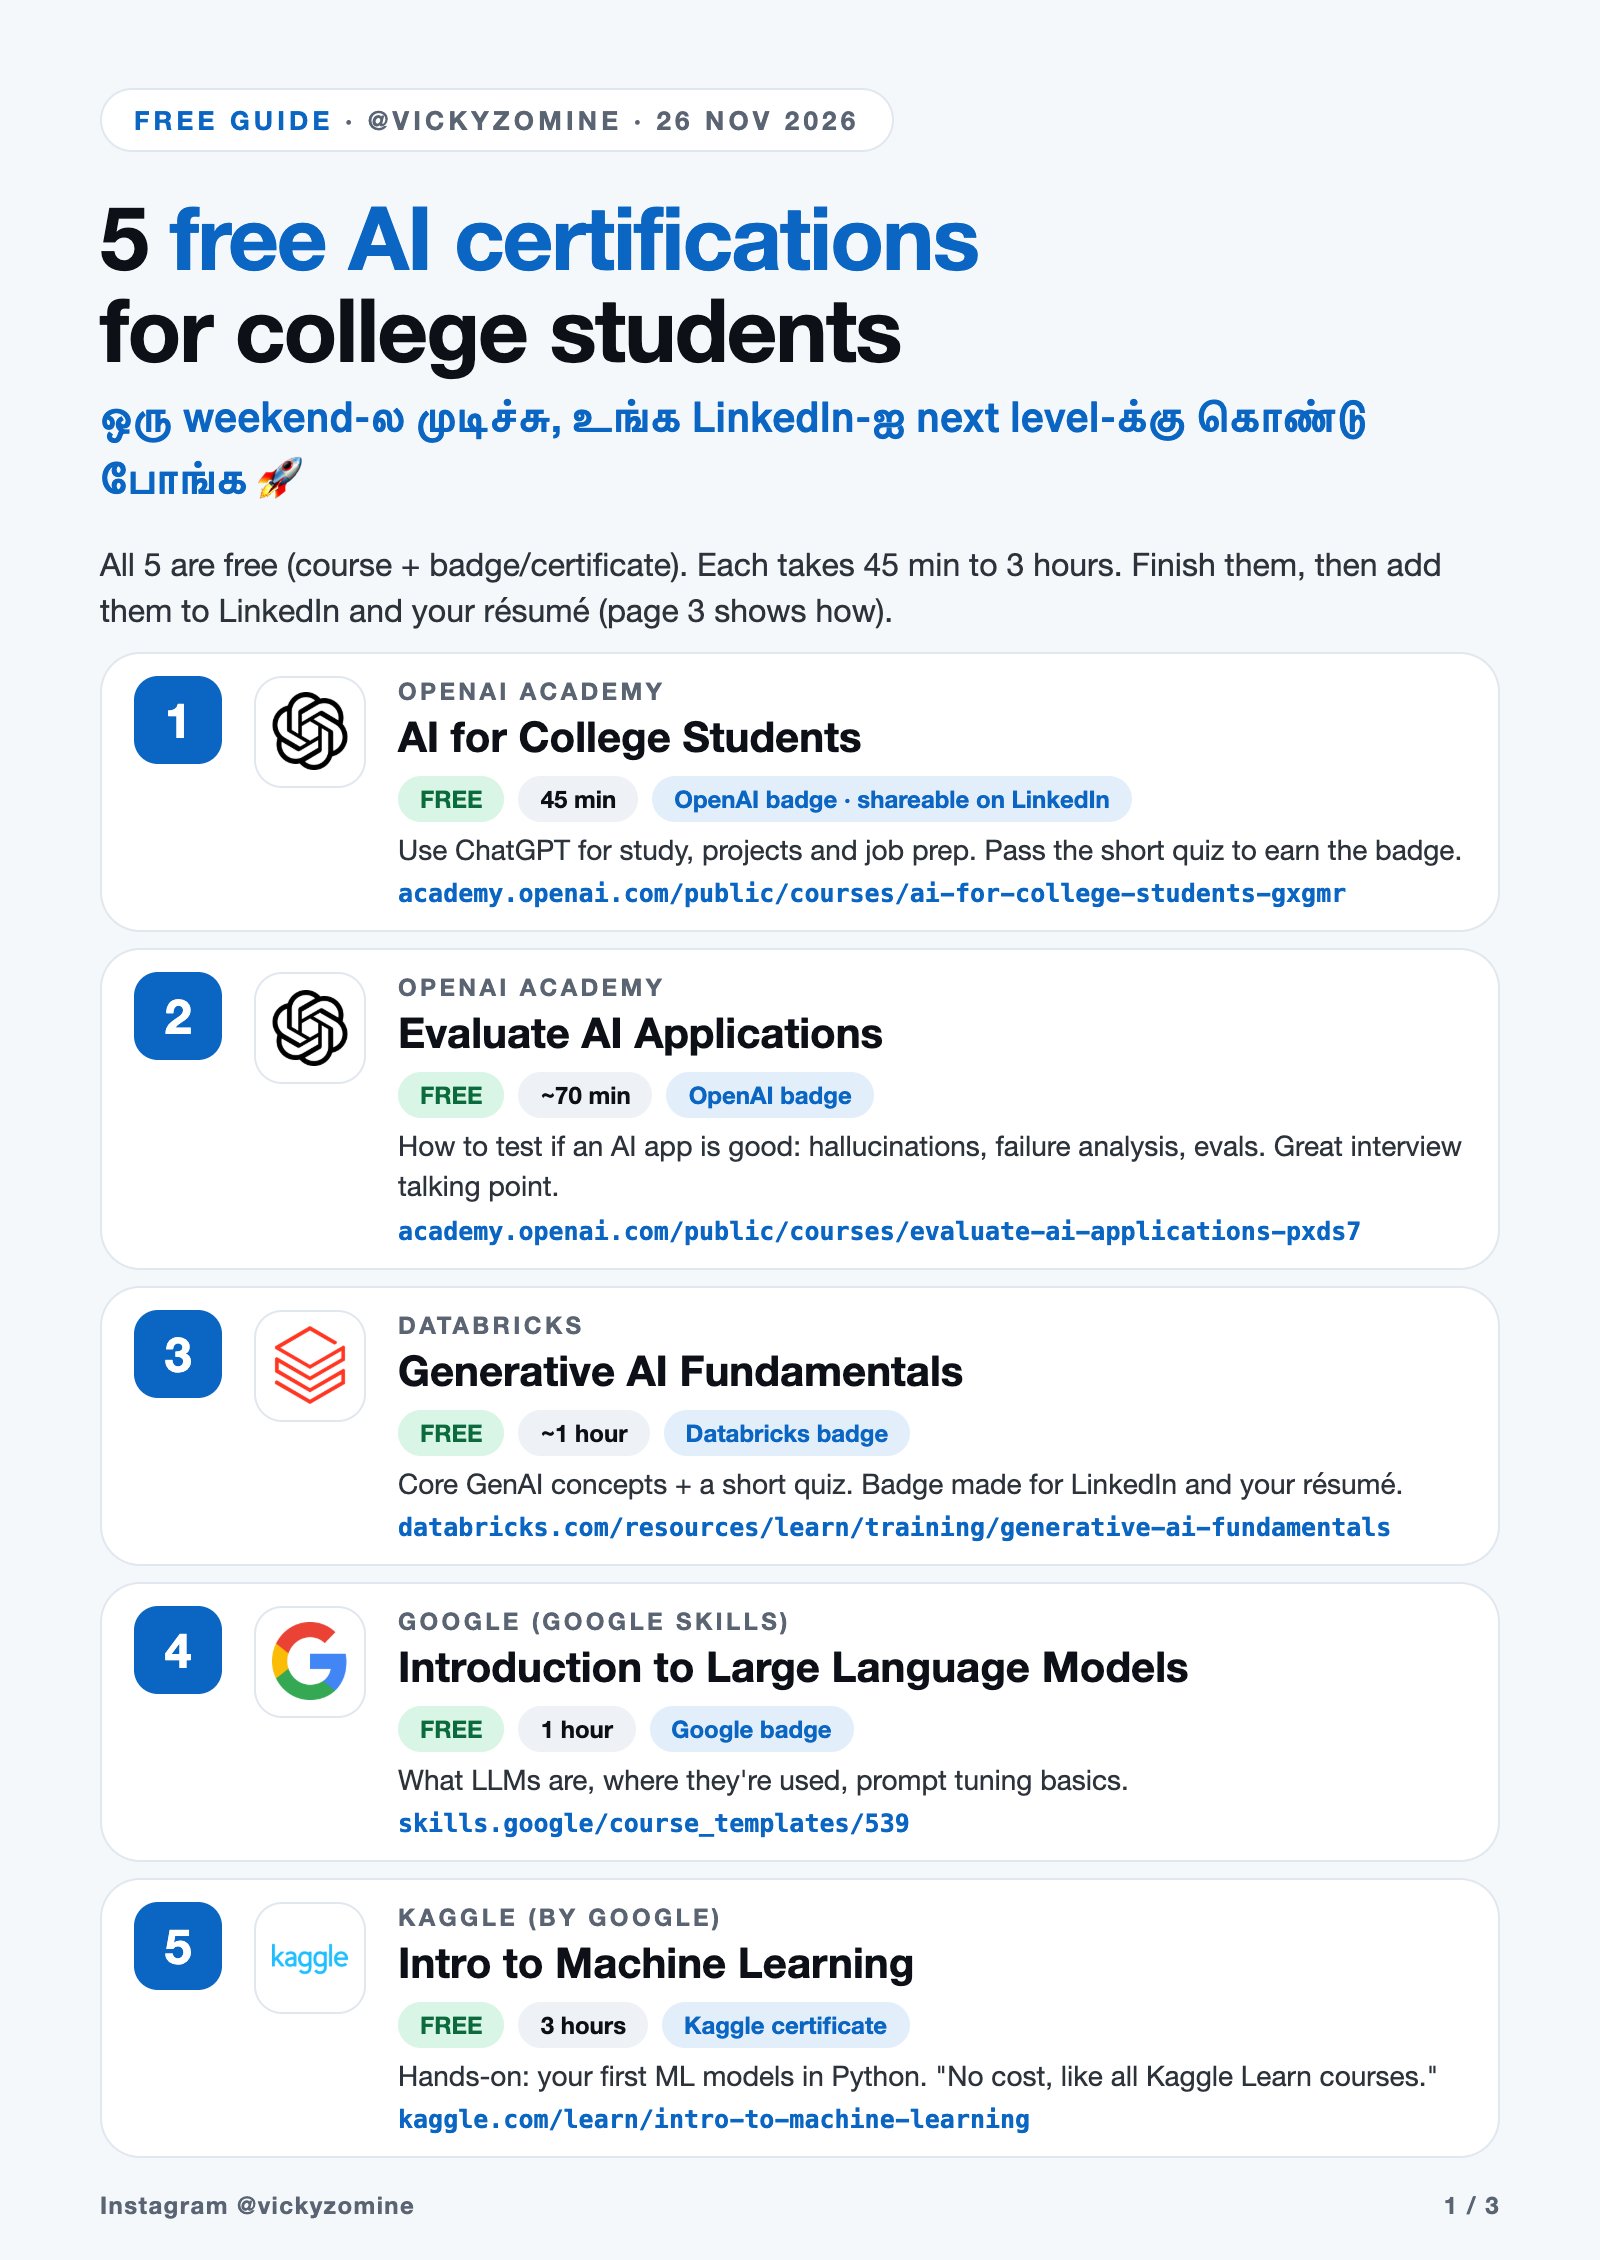 FREE GUIDE · @VICKYZOMINE · 26 NOV 2026
5 free AI certifications
for college students
ஒரு weekend-ல முடிச்சு, உங்க LinkedIn-ஐ next level-க்கு கொண்டு
போங்க 🚀
All 5 are free (course + badge/certificate). Each takes 45 min to 3 hours. Finish them, then add
them to LinkedIn and your résumé (page 3 shows how).
1
OPENAI ACADEMY
AI for College Students
FREE 45 min OpenAI badge · shareable on LinkedIn
Use ChatGPT for study, projects and job prep. Pass the short quiz to earn the badge.
academy.openai.com/public/courses/ai-for-college-students-gxgmr
2
OPENAI ACADEMY
Evaluate AI Applications
FREE ~70 min OpenAI badge
How to test if an AI app is good: hallucinations, failure analysis, evals. Great interview
talking point.
academy.openai.com/public/courses/evaluate-ai-applications-pxds7
3
DATABRICKS
Generative AI Fundamentals
FREE ~1 hour Databricks badge
Core GenAI concepts + a short quiz. Badge made for LinkedIn and your résumé.
databricks.com/resources/learn/training/generative-ai-fundamentals
4
GOOGLE (GOOGLE SKILLS)
Introduction to Large Language Models
FREE 1 hour Google badge
What LLMs are, where they're used, prompt tuning basics.
skills.google/course_templates/539
5
kaggle
KAGGLE (BY GOOGLE)
Intro to Machine Learning
FREE 3 hours Kaggle certificate
Hands-on: your first ML models in Python. "No cost, like all Kaggle Learn courses."
kaggle.com/learn/intro-to-machine-learning
Instagram @vickyzomine 1 / 3